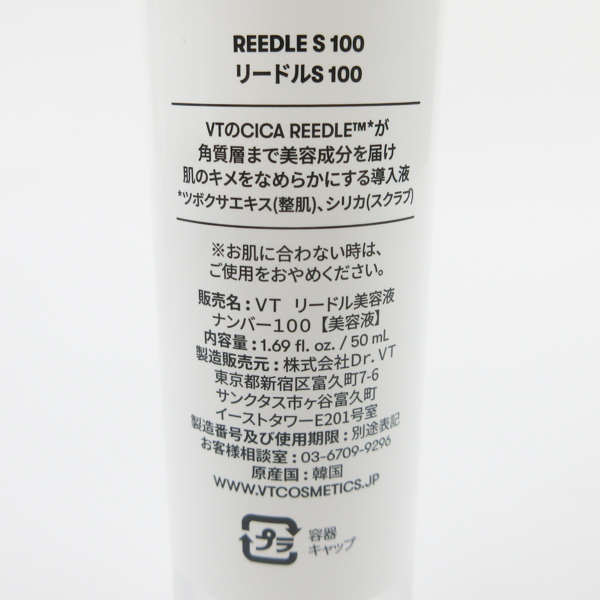 REEDLE S 100
リードルS 100
VTのCICA REEDLE™*が
角質層まで美容成分を届け
肌のキメをなめらかにする導入液
*ツボクサエキス(整肌)、シリカ(スクラブ)
※お肌に合わない時は、
ご使用をおやめください。
販売名:VT リードル美容液
ナンバー100【美容液】
内容量:1.69 fl. oz. / 50 mL
製造販売元:株式会社Dr. VT
東京都新宿区富久町7-6
サンクタス市ヶ谷富久町
イーストタワーE201号室
製造番号及び使用期限:別途表記
お客様相談室:03-6709-9296
原産国:韓国
WWW.VTCOSMETICS.JP
プラ
容器
キャップ